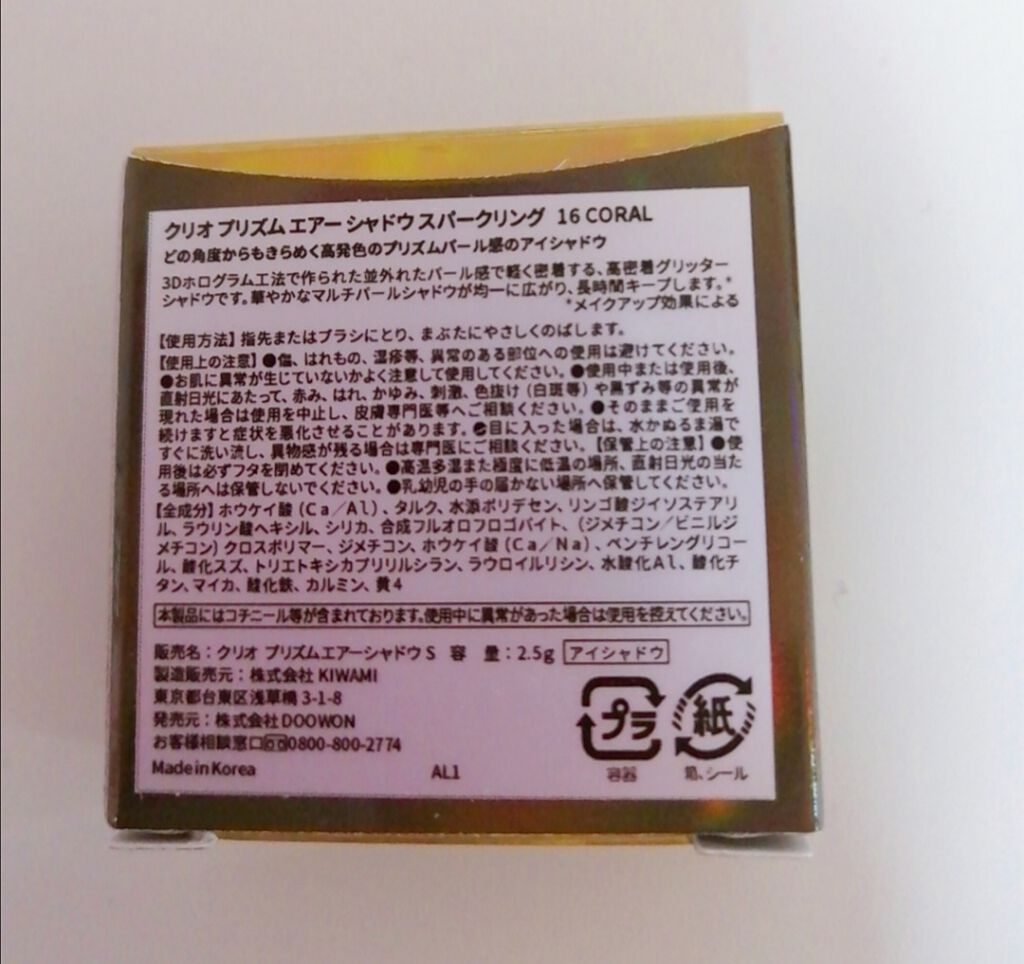 クリオ プリズム エアー シャドウ スパークリング 16 CORAL
どの角度からもきらめく高発色のプリズムパール感のアイシャドウ
3Dホログラム工法で作られた並外れたパール感で軽く密着する、高密着グリッター
シャドウです。華やかなマルチパールシャドウが均一に広がり、長時間キープします。*
*メイクアップ効果による
【使用方法】指先またはブラシにとり、まぶたにやさしくのばします。
【使用上の注意】●傷、はれもの、湿疹等、異常のある部位への使用は避けてください。
●お肌に異常が生じていないかよく注意して使用してください。●使用中または使用後、
直射日光にあたって、赤み、はれ、かゆみ、刺激、色抜け(白斑等)や黒ずみ等の異常が
現れた場合は使用を中止し、皮膚専門医等へご相談ください。●そのままご使用を
続けますと症状を悪化させることがあります。●目に入った場合は、水かぬるま湯で
すぐに洗い流し、異物感が残る場合は専門医にご相談ください。【保管上の注意】●使
用後は必ずフタを閉めてください。●高温多湿また極度に低温の場所、直射日光の当た
る場所へは保管しないでください。●乳幼児の手の届かない場所へ保管してください。
【全成分】ホウケイ酸(Ca/Al)、タルク、水添ポリデセン、リンゴ酸ジイソステアリ
ル、ラウリン酸ヘキシル、シリカ、合成フルオロフロゴパイト、(ジメチコン/ビニルジ
メチコン)クロスポリマー、ジメチコン、ホウケイ酸(Ca/Na)、ペンチレングリコー
ル、酸化スズ、トリエトキシカプリリルシラン、ラウロイルリシン、水酸化Al、酸化チ
タン、マイカ、酸化鉄、カルミン、黄4
本製品にはコチニール等が含まれております。使用中に異常があった場合は使用を控えてください。
販売名:クリオ プリズムエアーシャドウS 容 量:2.5g アイシャドウ
製造販売元:株式会社 KIWAMI
東京都台東区浅草橋 3-1-8
発売元:株式会社DOOWON
お客様相談窓口0800-800-2774
Made in Korea AL1
プラ 紙
容器 箱、シール